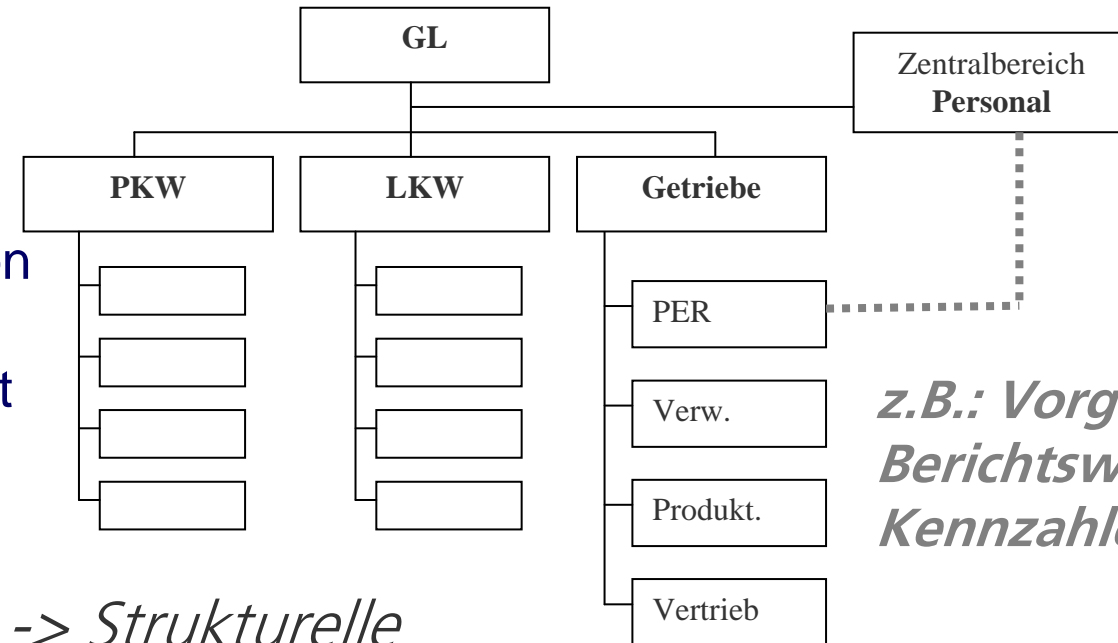 GL
Zentralbereich
Personal
PKW
LKW
Getriebe
PER
Verw.
Produkt.
Vertrieb
z.B.: Vorg
Berichtsw
Kennzahl
-> Strukturelle